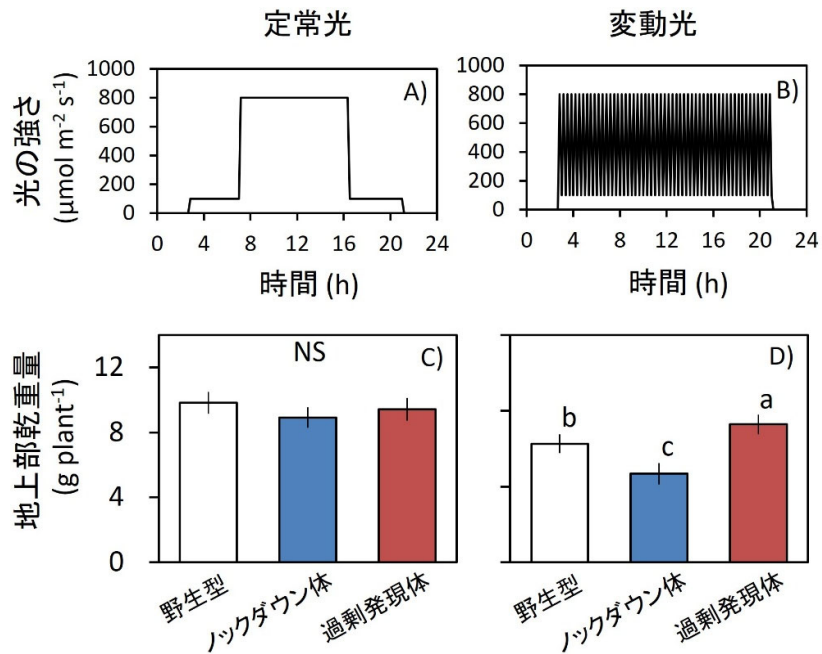 定常光
変動光
光の強さ
(μmol m⁻² s⁻¹)
1000
800
600
400
200
0
A)
0 4 8 12 16 20 24
時間 (h)
1000
800
600
400
200
0
B)
0 4 8 12 16 20 24
時間 (h)
地上部乾重量
(g plant⁻¹)
12
8
4
0
NS
C)
野生型
ノックダウン体
過剰発現体
D)
b
c
a
野生型
ノックダウン体
過剰発現体